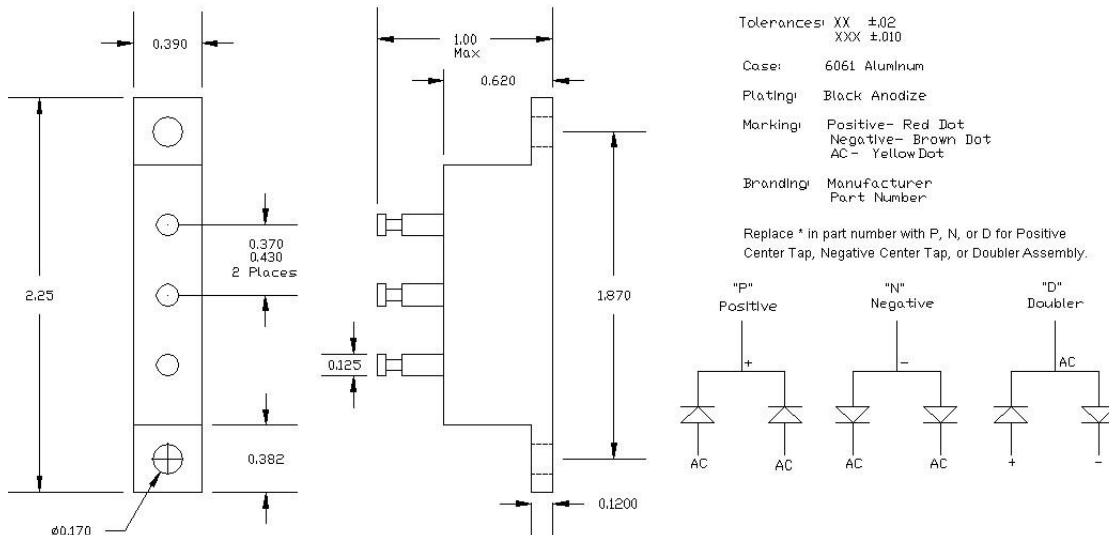 0.390
2.25
0.370
0.430
2 Places
0.382
Ø0.170
1.00
Max
0.620
0.125
1.870
0.1200
Tolerances: XX ±.02
XXX ±.010
Case: 6061 Aluminum
Plating: Black Anodize
Marking: Positive- Red Dot
Negative- Brown Dot
AC- YellowDot
Branding: Manufacturer
Part Number
Replace * in part number with P, N, or D for Positive
Center Tap, Negative Center Tap, or Doubler Assembly.
"P" "N" "D"
Positive Negative Doubler
+ - AC
AC AC AC AC + -